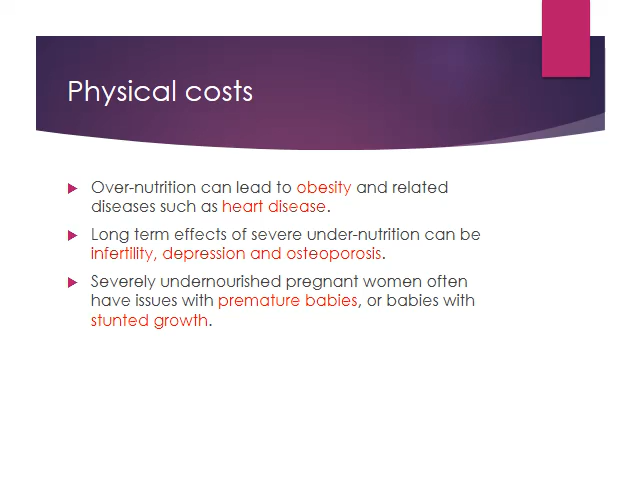 Physical costs
Over-nutrition can lead to obesity and related
diseases such as heart disease.
Long term effects of severe under-nutrition can be
infertility, depression and osteoporosis.
Severely undernourished pregnant women often
have issues with premature babies, or babies with
stunted growth.